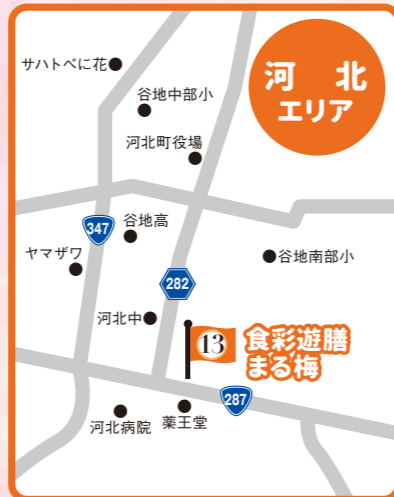 河北
エリア
サハトべに花
谷地中部小
河北町役場
347
谷地高
ヤマザワ
282
谷地南部小
河北中
13
食彩遊膳
まる梅
287
河北病院
薬王堂